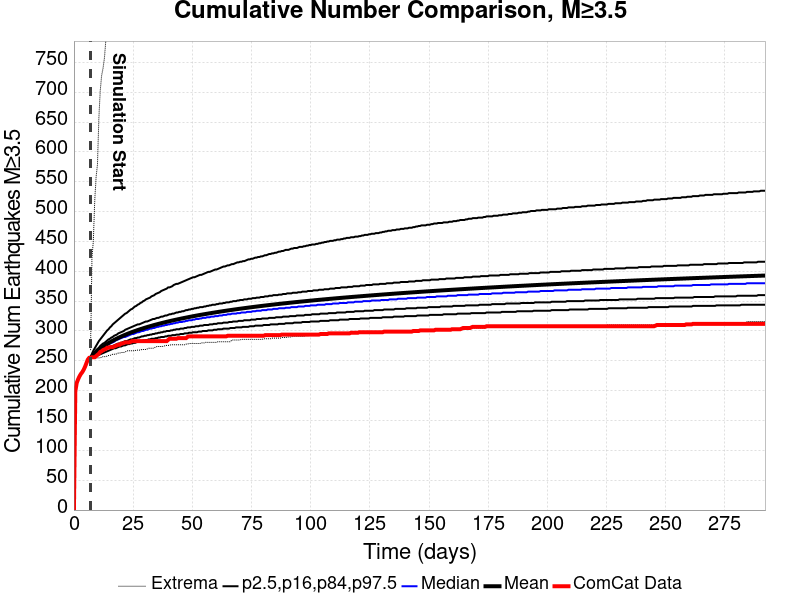 Cumulative Number Comparison, M≥3.5
Cumulative Num Earthquakes M≥3.5
750
700
650
600
550
500
450
400
350
300
250
200
150
100
50
0
Simulation Start
0 25 50 75 100 125 150 175 200 225 250 275
Time (days)
Extrema p2.5,p16,p84,p97.5 Median Mean ComCat Data